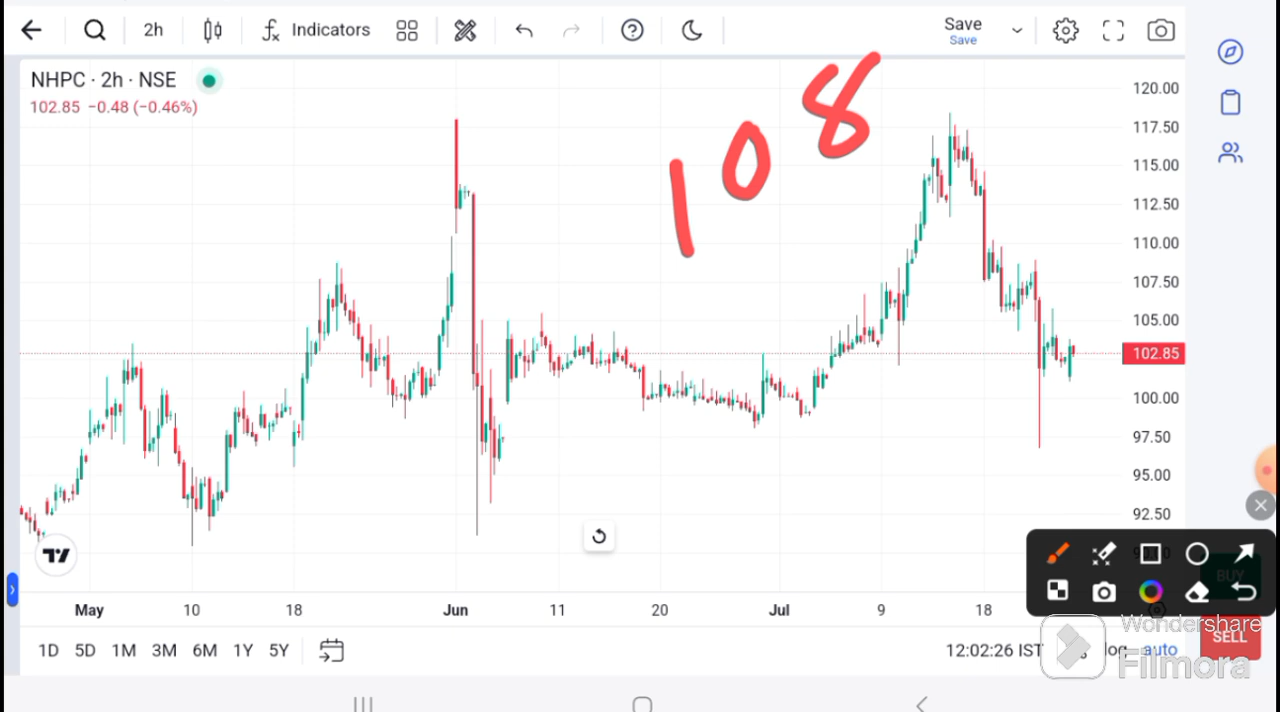 2h
Indicators
Save
Save
NHPC · 2h · NSE
102.85 −0.48 (−0.46%)
108
120.00
117.50
115.00
112.50
110.00
107.50
105.00
102.85
100.00
97.50
95.00
92.50
BUY
May 10 18 Jun 11 20 Jul 9 18
1D 5D 1M 3M 6M 1Y 5Y
12:02:26 IST
log auto
SELL
Wondershare
Filmora